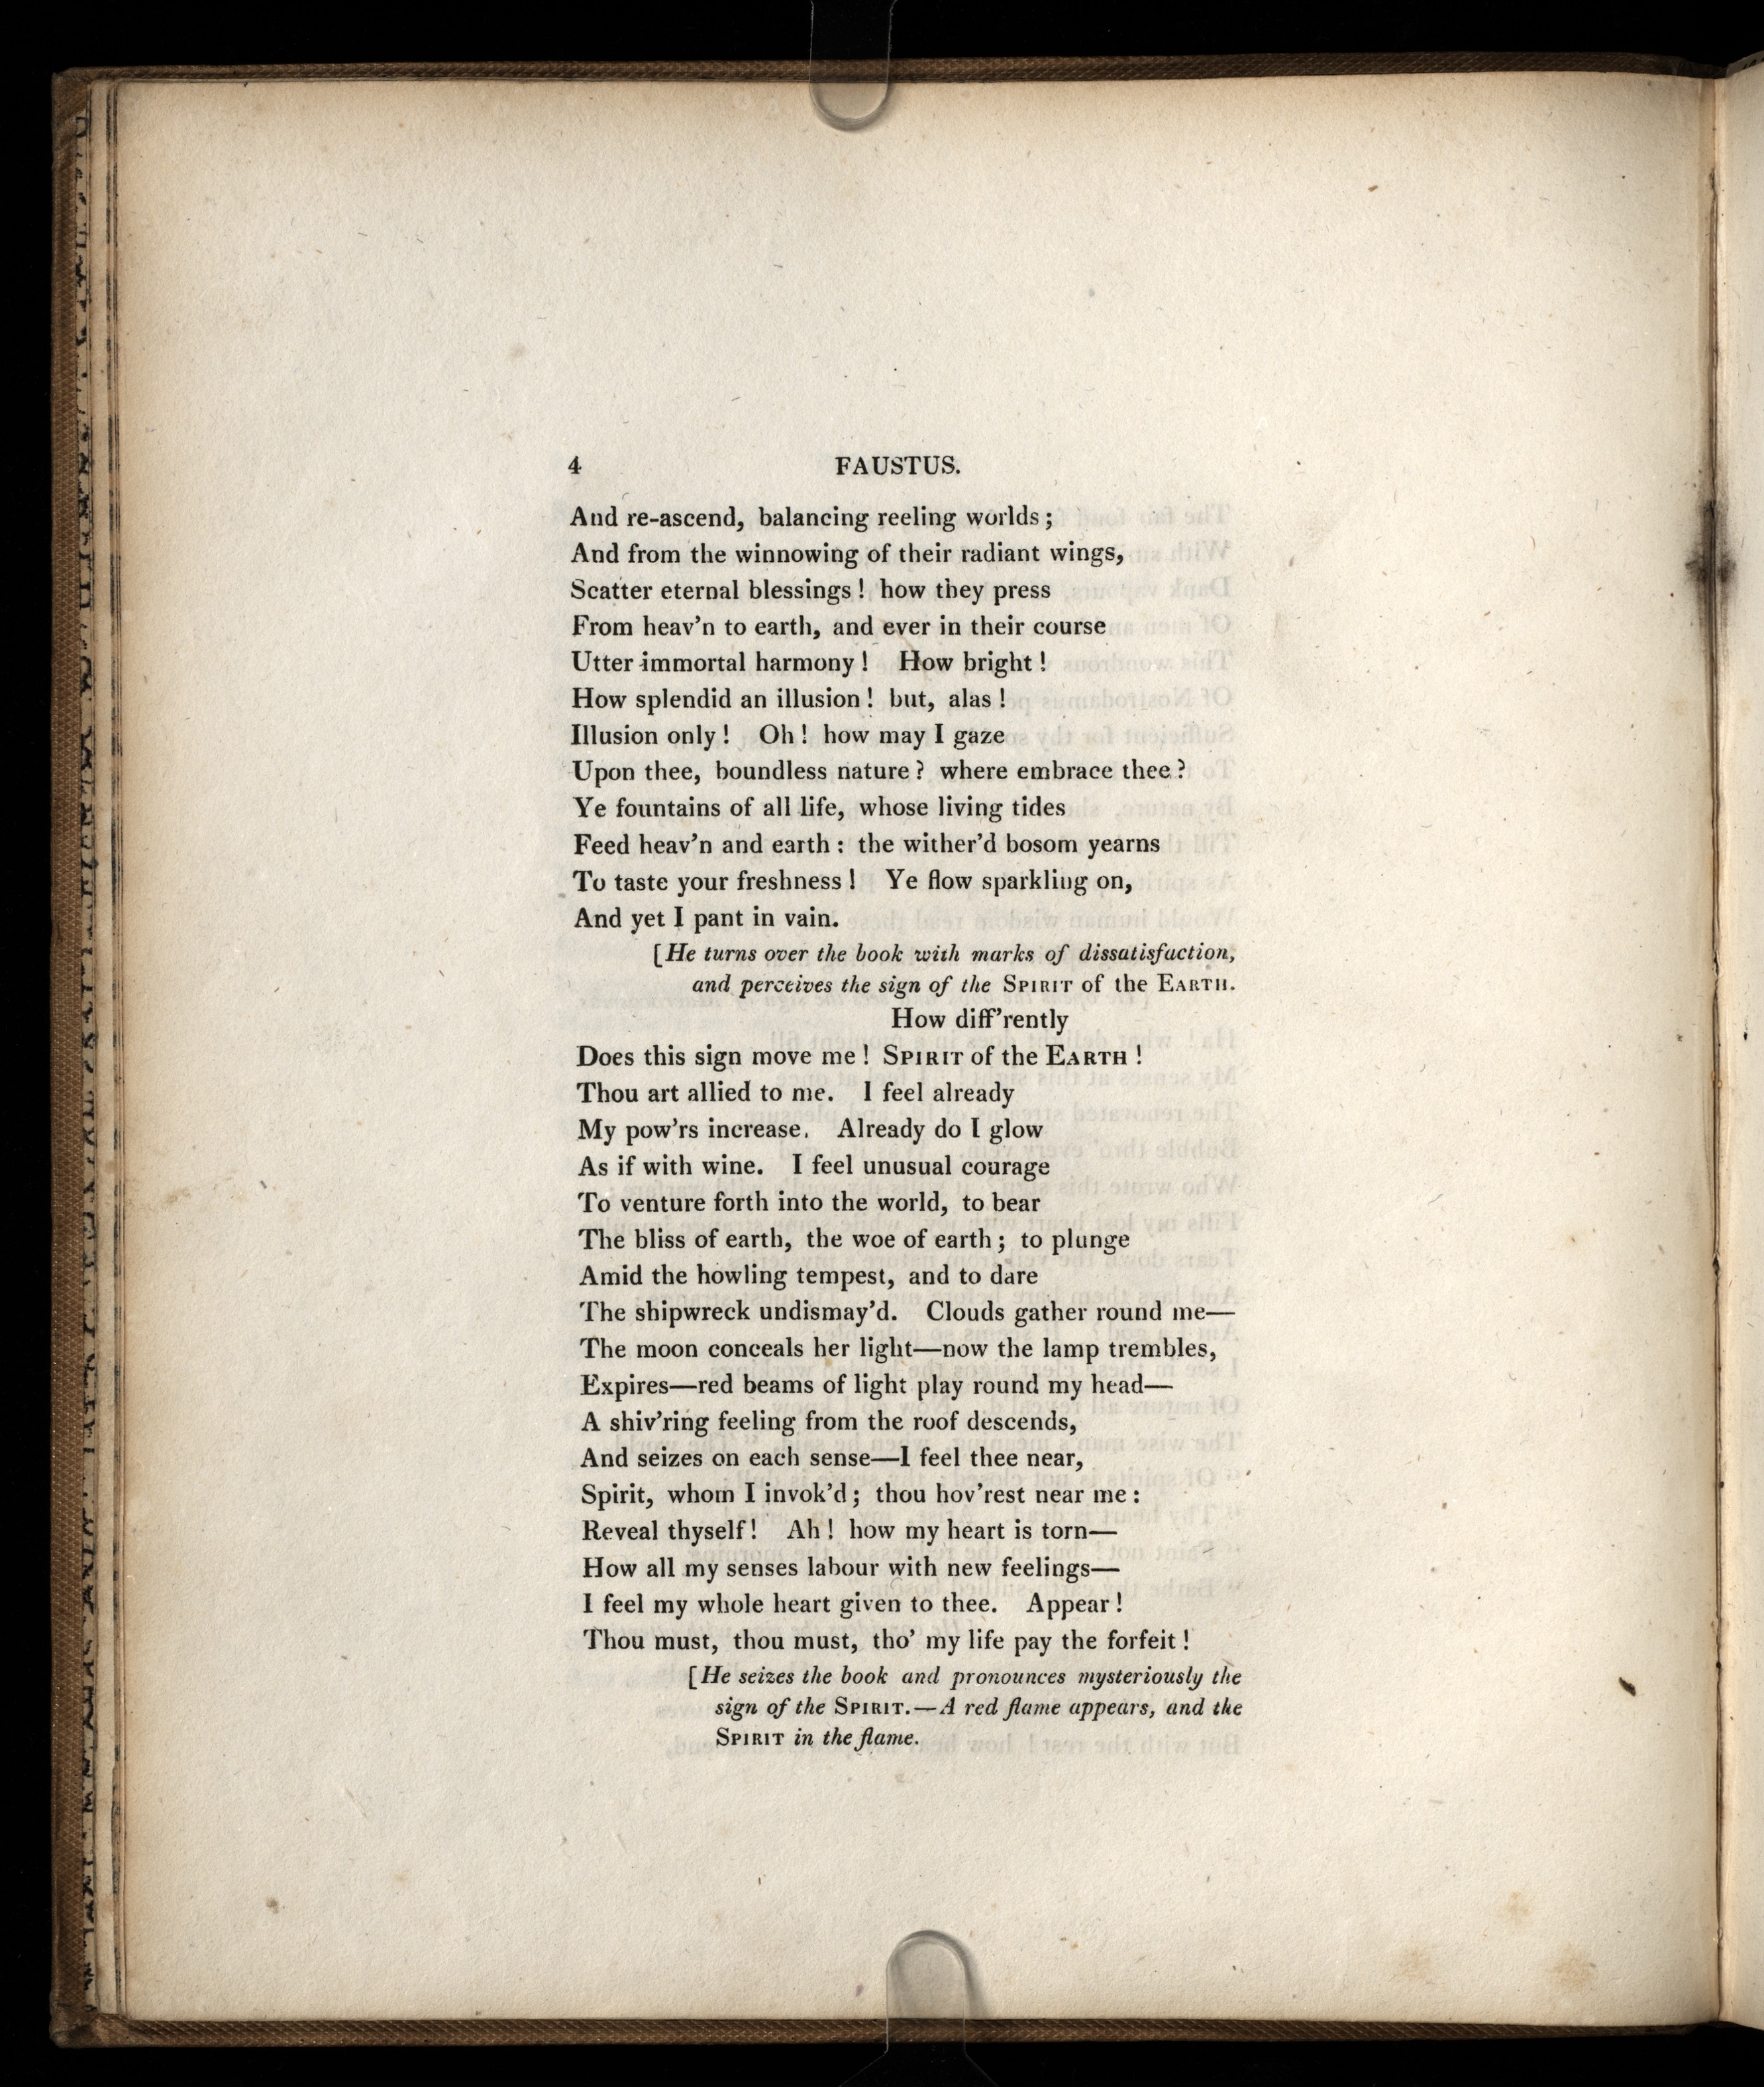 4 FAUSTUS.
And re-ascend, balancing reeling worlds;
And from the winnowing of their radiant wings,
Scatter eternal blessings! how they press
From heav'n to earth, and ever in their course
Utter immortal harmony! How bright!
How splendid an illusion! but, alas!
Illusion only! Oh! how may I gaze
Upon thee, boundless nature? where embrace thee?
Ye fountains of all life, whose living tides
Feed heav'n and earth: the wither'd bosom yearns
To taste your freshness! Ye flow sparkling on,
And yet I pant in vain.
[He turns over the book with marks of dissatisfaction,
and perceives the sign of the SPIRIT of the EARTH.
How diff'rently
Does this sign move me! SPIRIT of the EARTH!
Thou art allied to me. I feel already
My pow'rs increase. Already do I glow
As if with wine. I feel unusual courage
To venture forth into the world, to bear
The bliss of earth, the woe of earth; to plunge
Amid the howling tempest, and to dare
The shipwreck undismay'd. Clouds gather round me—
The moon conceals her light—now the lamp trembles,
Expires—red beams of light play round my head—
A shiv'ring feeling from the roof descends,
And seizes on each sense—I feel thee near,
Spirit, whom I invok'd; thou hov'rest near me:
Reveal thyself! Ah! how my heart is torn—
How all my senses labour with new feelings—
I feel my whole heart given to thee. Appear!
Thou must, thou must, tho' my life pay the forfeit!
[He seizes the book and pronounces mysteriously the
sign of the SPIRIT.—A red flame appears, and the
SPIRIT in the flame.